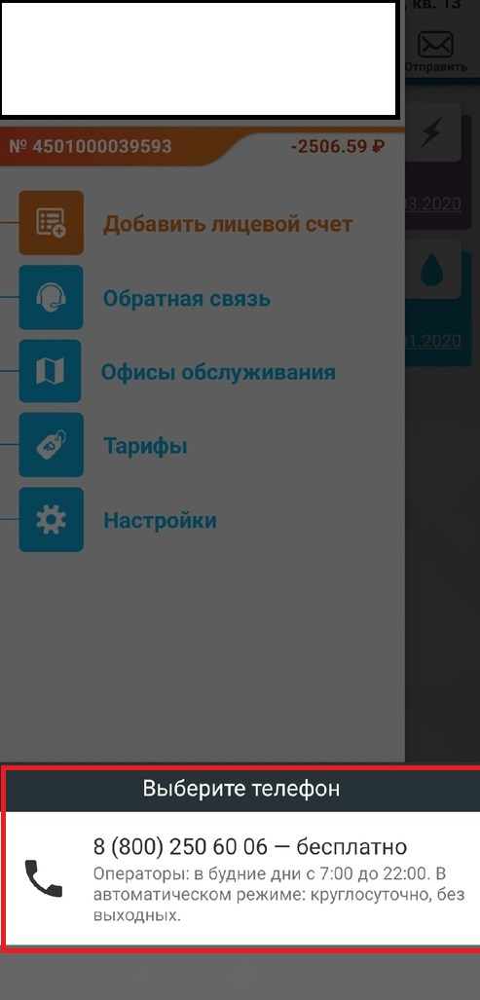 , кв. 13
Отправить
№ 4501000039593
-2506.59 ₽
03.2020
Добавить лицевой счет
Обратная связь
01.2020
Офисы обслуживания
Тарифы
Настройки
Выберите телефон
8 (800) 250 60 06 — бесплатно
Операторы: в будние дни с 7:00 до 22:00. В
автоматическом режиме: круглосуточно, без
выходных.